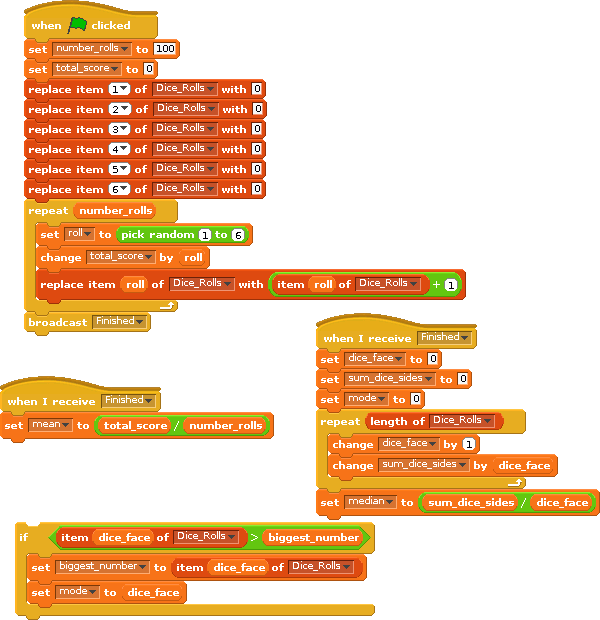 when clicked
set number_rolls to 100
set total_score to 0
replace item 1 of Dice_Rolls with 0
replace item 2 of Dice_Rolls with 0
replace item 3 of Dice_Rolls with 0
replace item 4 of Dice_Rolls with 0
replace item 5 of Dice_Rolls with 0
replace item 6 of Dice_Rolls with 0
repeat number_rolls
set roll to pick random 1 to 6
change total_score by roll
replace item roll of Dice_Rolls with item roll of Dice_Rolls + 1
broadcast Finished
when I receive Finished
set mean to total_score / number_rolls
when I receive Finished
set dice_face to 0
set sum_dice_sides to 0
set mode to 0
repeat length of Dice_Rolls
change dice_face by 1
change sum_dice_sides by dice_face
set median to sum_dice_sides / dice_face
if item dice_face of Dice_Rolls > biggest_number
set biggest_number to item dice_face of Dice_Rolls
set mode to dice_face